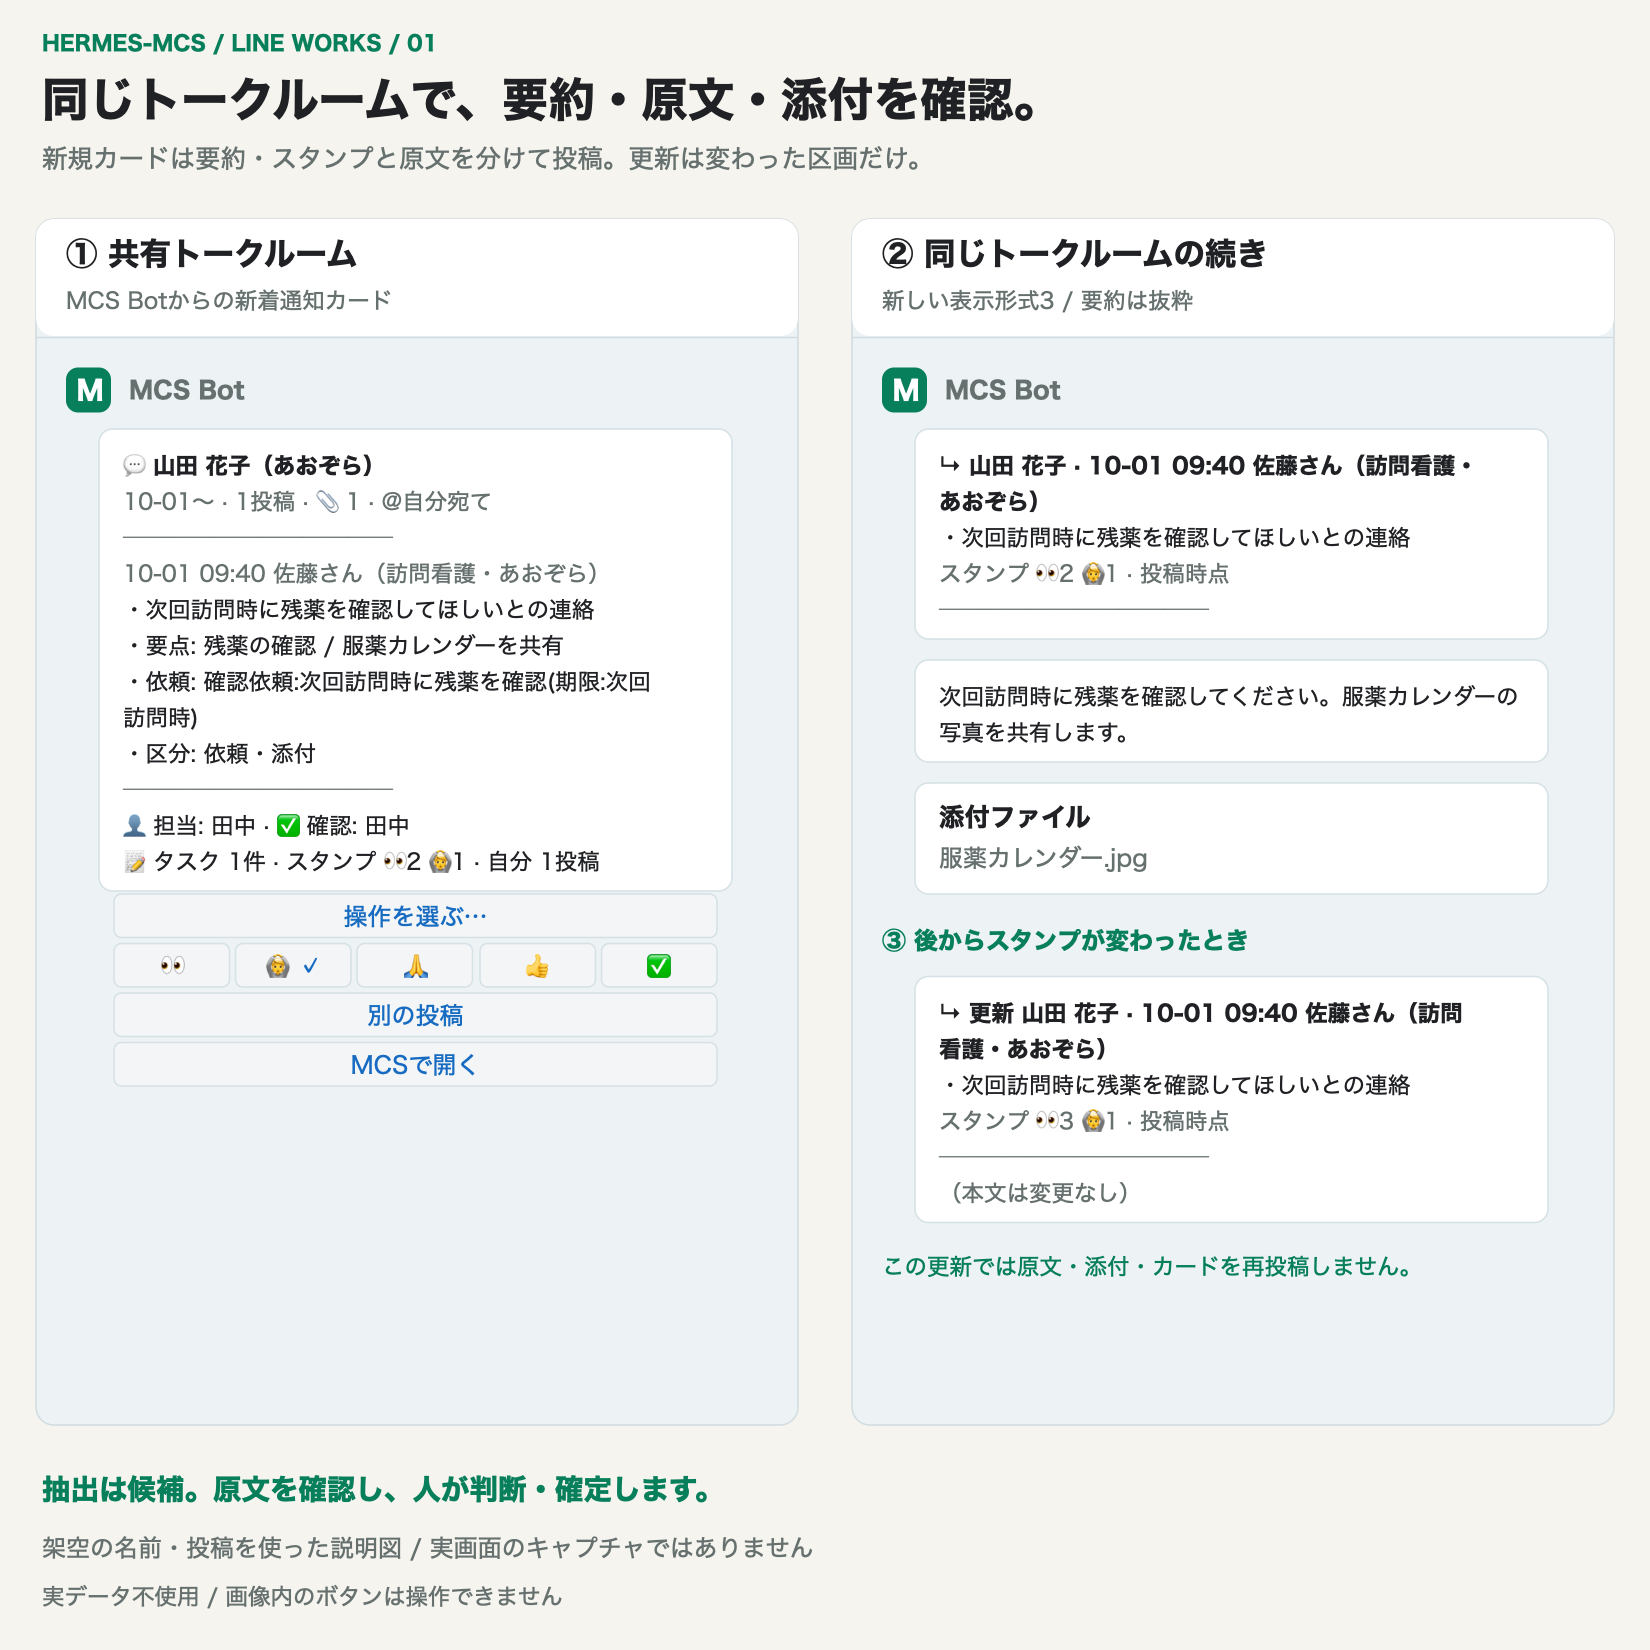 HERMES-MCS / LINE WORKS / 01
同じトークルームで、要約・原文・添付を確認。
新規カードは要約・スタンプと原文を分けて投稿。更新は変わった区画だけ。
① 共有トークルーム
MCS Botからの新着通知カード
M MCS Bot
💬 山田 花子（あおぞら）
10-01〜 · 1投稿 · 📎 1 · @自分宛て
10-01 09:40 佐藤さん（訪問看護・あおぞら）
・次回訪問時に残薬を確認してほしいとの連絡
・要点: 残薬の確認 / 服薬カレンダーを共有
・依頼: 確認依頼:次回訪問時に残薬を確認(期限:次回
訪問時)
・区分: 依頼・添付
👤 担当: 田中 · ✅ 確認: 田中
📝 タスク 1件 · スタンプ 👀2 🙆1 · 自分 1投稿
操作を選ぶ…
👀 🙆 ✓ 🙏 👍 ✅
別の投稿
MCSで開く
② 同じトークルームの続き
新しい表示形式3 / 要約は抜粋
M MCS Bot
↳ 山田 花子 · 10-01 09:40 佐藤さん（訪問看護・
あおぞら）
・次回訪問時に残薬を確認してほしいとの連絡
スタンプ 👀2 🙆1 · 投稿時点
次回訪問時に残薬を確認してください。服薬カレンダーの
写真を共有します。
添付ファイル
服薬カレンダー.jpg
③ 後からスタンプが変わったとき
↳ 更新 山田 花子 · 10-01 09:40 佐藤さん（訪問
看護・あおぞら）
・次回訪問時に残薬を確認してほしいとの連絡
スタンプ 👀3 🙆1 · 投稿時点
（本文は変更なし）
この更新では原文・添付・カードを再投稿しません。
抽出は候補。原文を確認し、人が判断・確定します。
架空の名前・投稿を使った説明図 / 実画面のキャプチャではありません
実データ不使用 / 画像内のボタンは操作できません